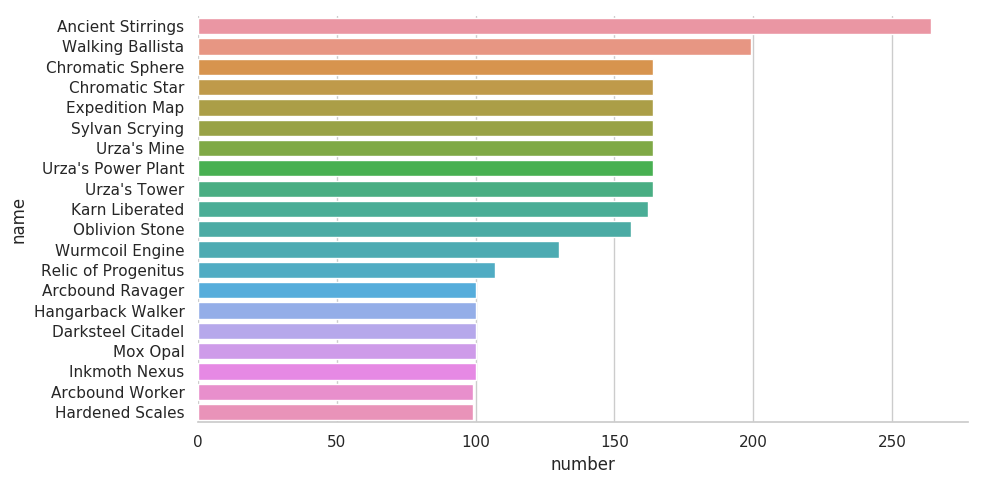 Ancient Stirrings
Walking Ballista
Chromatic Sphere
Chromatic Star
Expedition Map
Sylvan Scrying
Urza's Mine
Urza's Power Plant
Urza's Tower
Karn Liberated
Oblivion Stone
Wurmcoil Engine
Relic of Progenitus
Arcbound Ravager
Hangarback Walker
Darksteel Citadel
Mox Opal
Inkmoth Nexus
Arcbound Worker
Hardened Scales
name
0 50 100 150 200 250
number